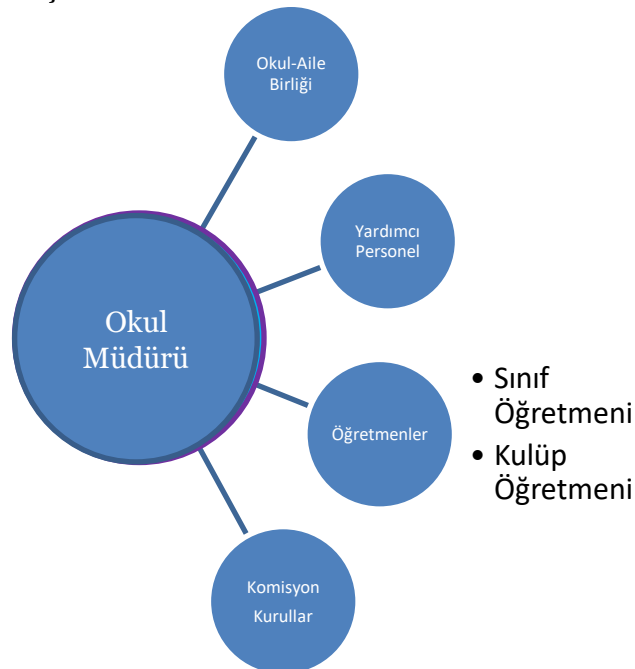 Okul-Aile
Birliği
Yardımcı
Personel
Okul
Müdürü
• Sınıf
Öğretmeni
Öğretmenler
• Kulüp
Öğretmeni
Komisyon
Kurullar